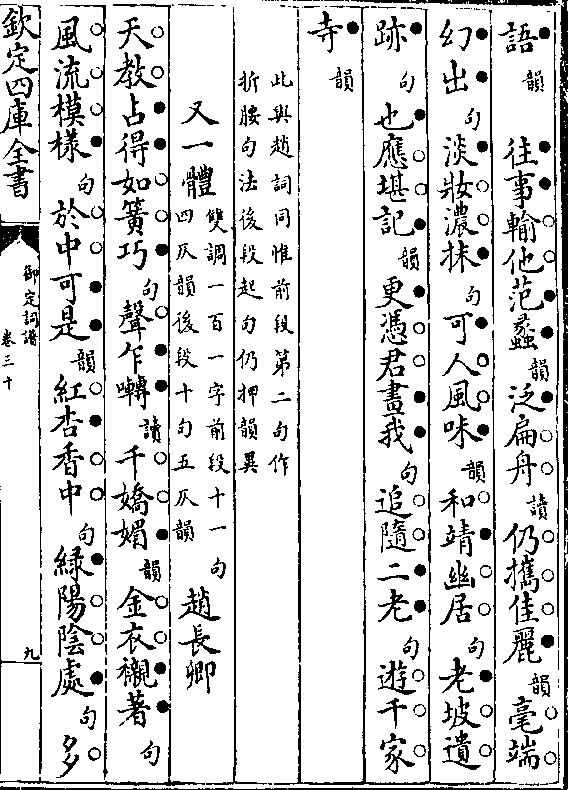 語韻往事輸他范蠡韻泛扁舟讀仍攜佳麗韻毫端
幻出句淡妝濃抹句可人風味韻和靖幽居句老坡遺
跡句也應堪記韻更憑君畫我句追隨二老句遊千家
寺韻
此與趙詞同惟前段第二句作
折腰句法後段起句仍押韻異
又一體雙調一百一字前段十一句
四仄韻後段十句五仄韻趙長卿
天教占得如簧巧句聲乍囀讀千嬌媚韻金衣襯著句
風流模樣句於中可是韻紅杏香中句綠陽陰處句多
欽定四庫全書
御定詞譜
卷三十
九